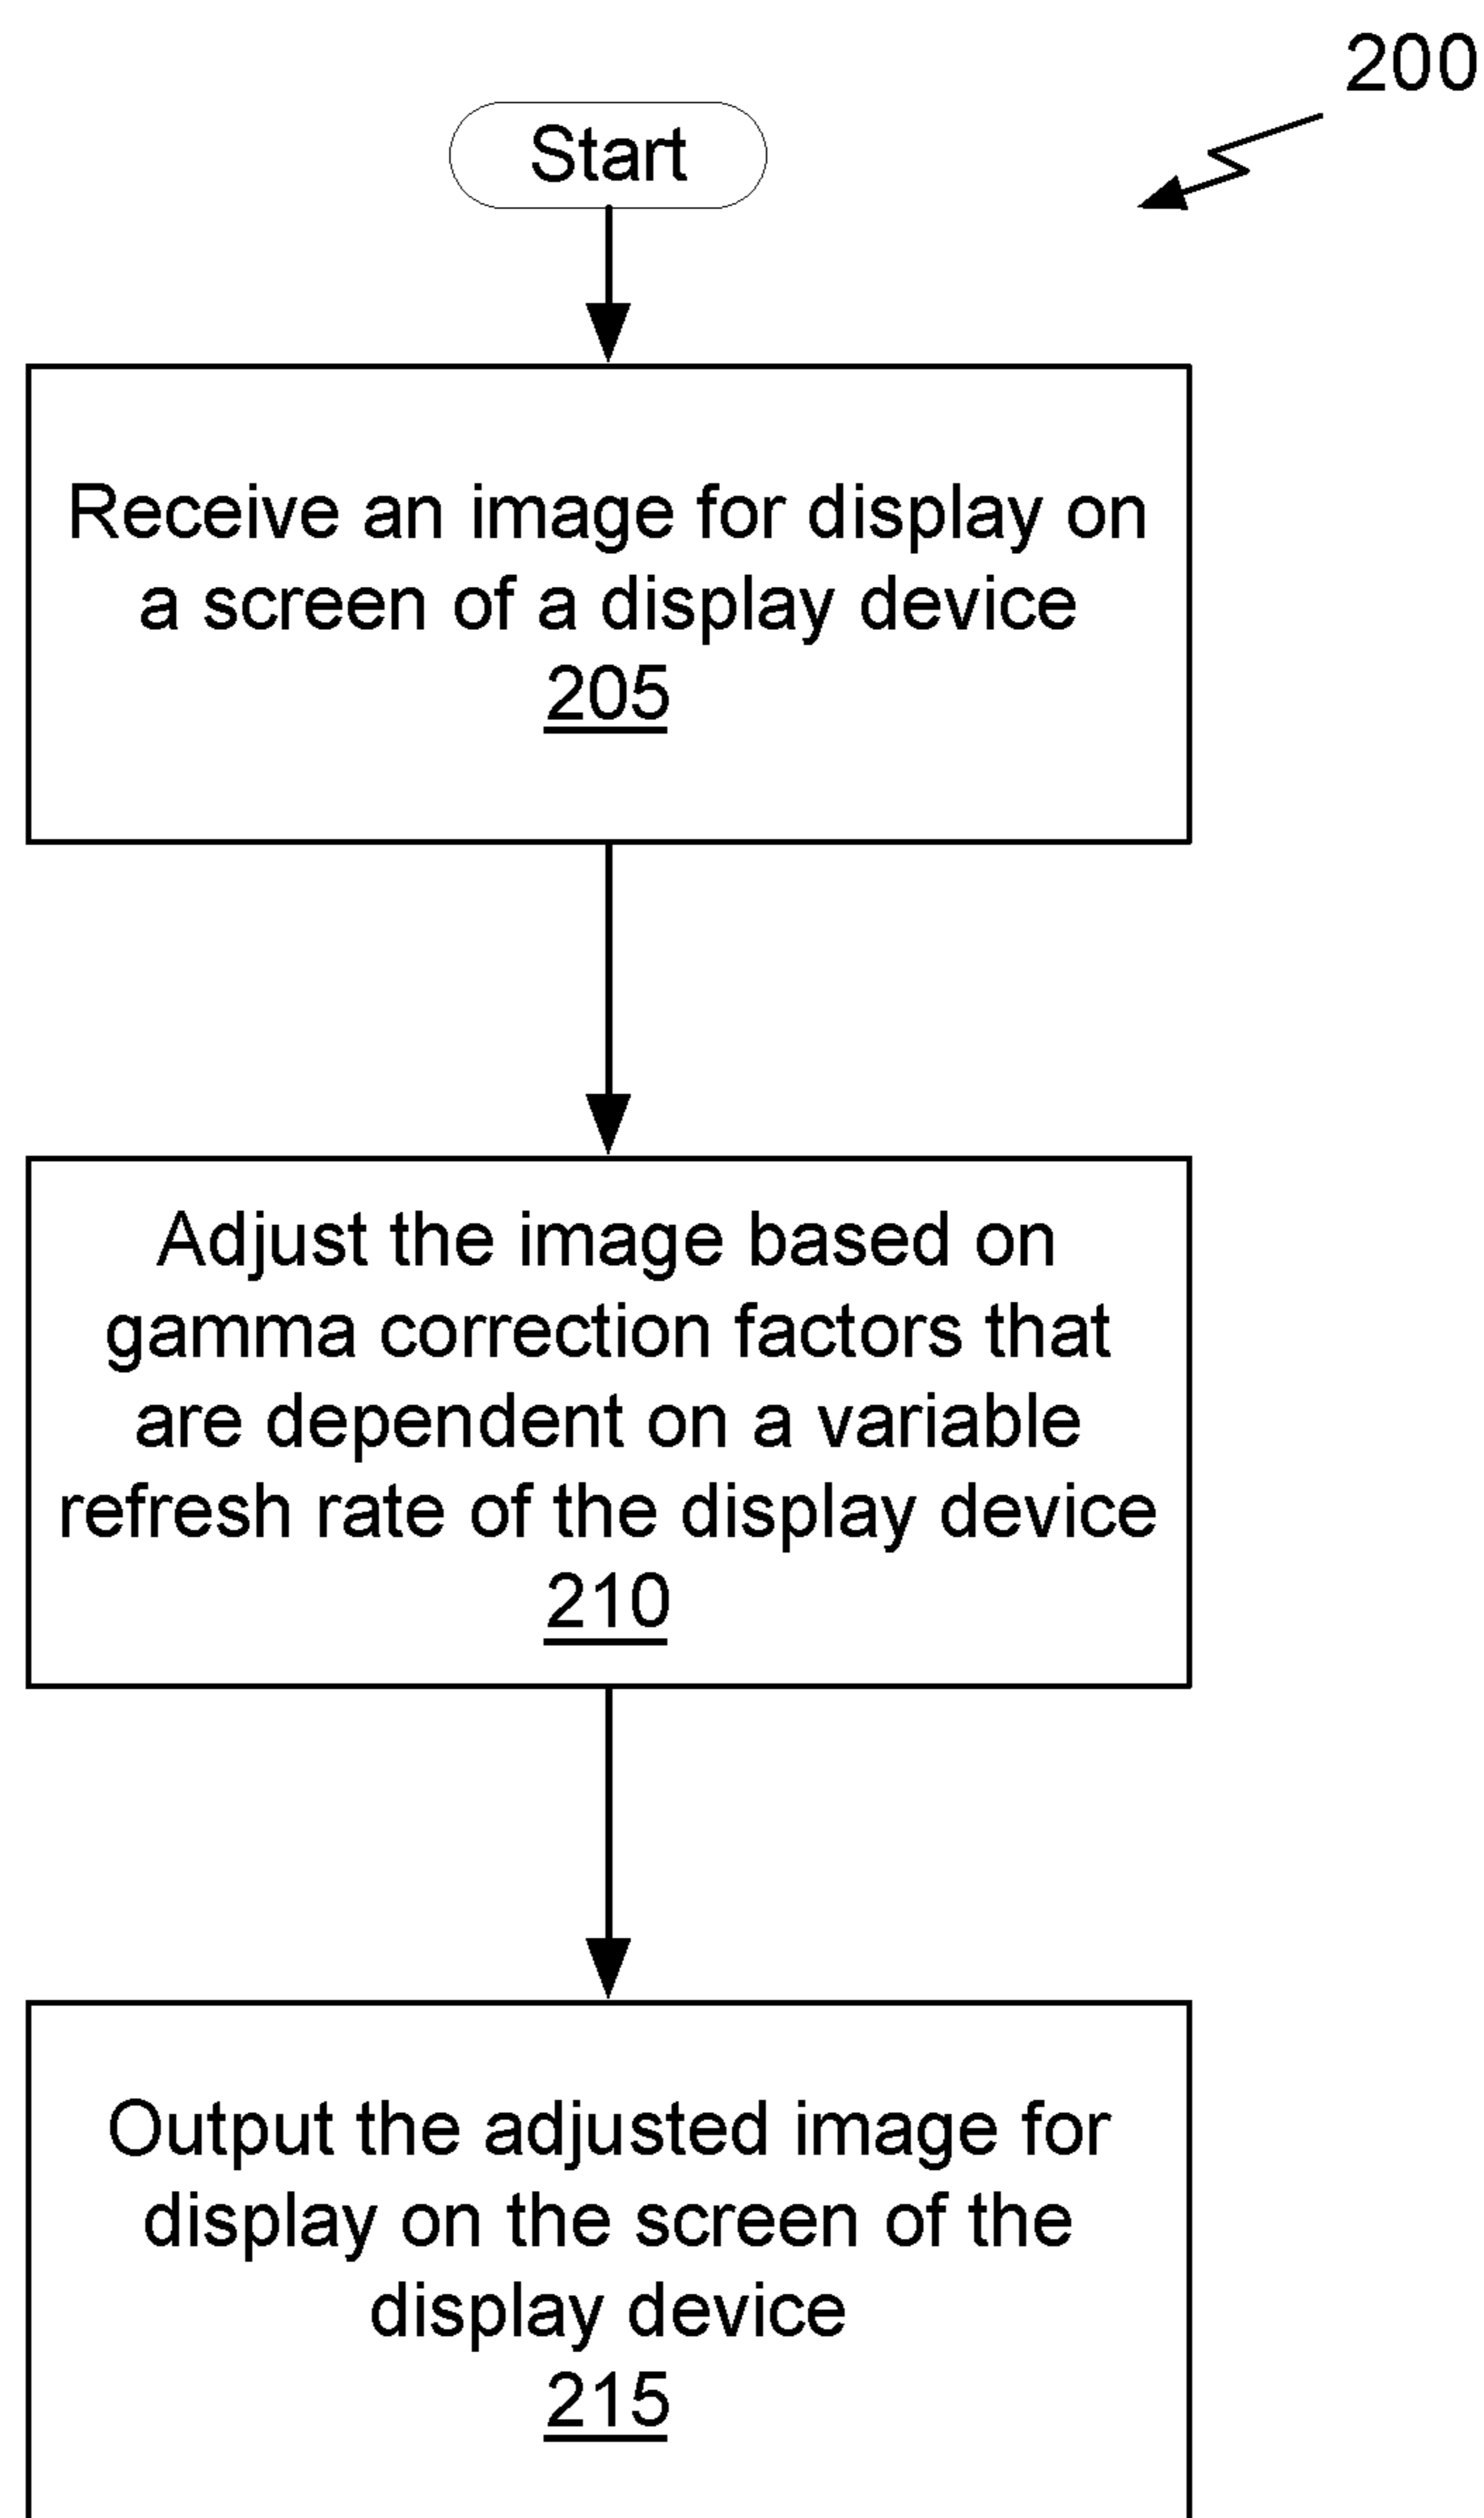 200
Start
Receive an image for display on
a screen of a display device
205
Adjust the image based on
gamma correction factors that
are dependent on a variable
refresh rate of the display device
210
Output the adjusted image for
display on the screen of the
display device
215